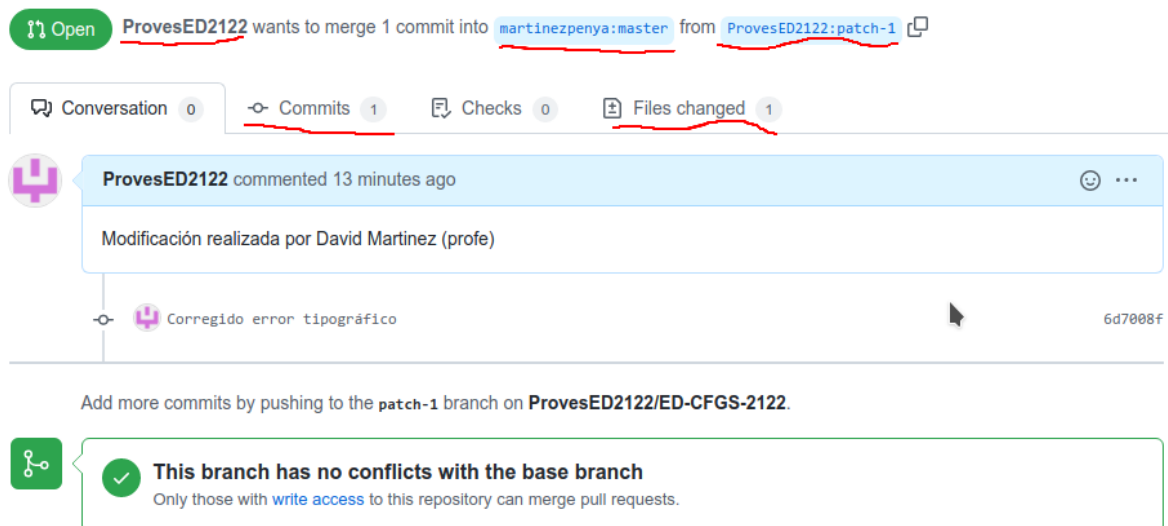 Open ProvesED2122 wants to merge 1 commit into martinezpenya:master from ProvesED2122:patch-1
Conversation 0 Commits 1 Checks 0 Files changed 1
ProvesED2122 commented 13 minutes ago
Modificación realizada por David Martinez (profe)
Corregido error tipográfico 6d7008f
Add more commits by pushing to the patch-1 branch on ProvesED2122/ED-CFGS-2122.
This branch has no conflicts with the base branch
Only those with write access to this repository can merge pull requests.